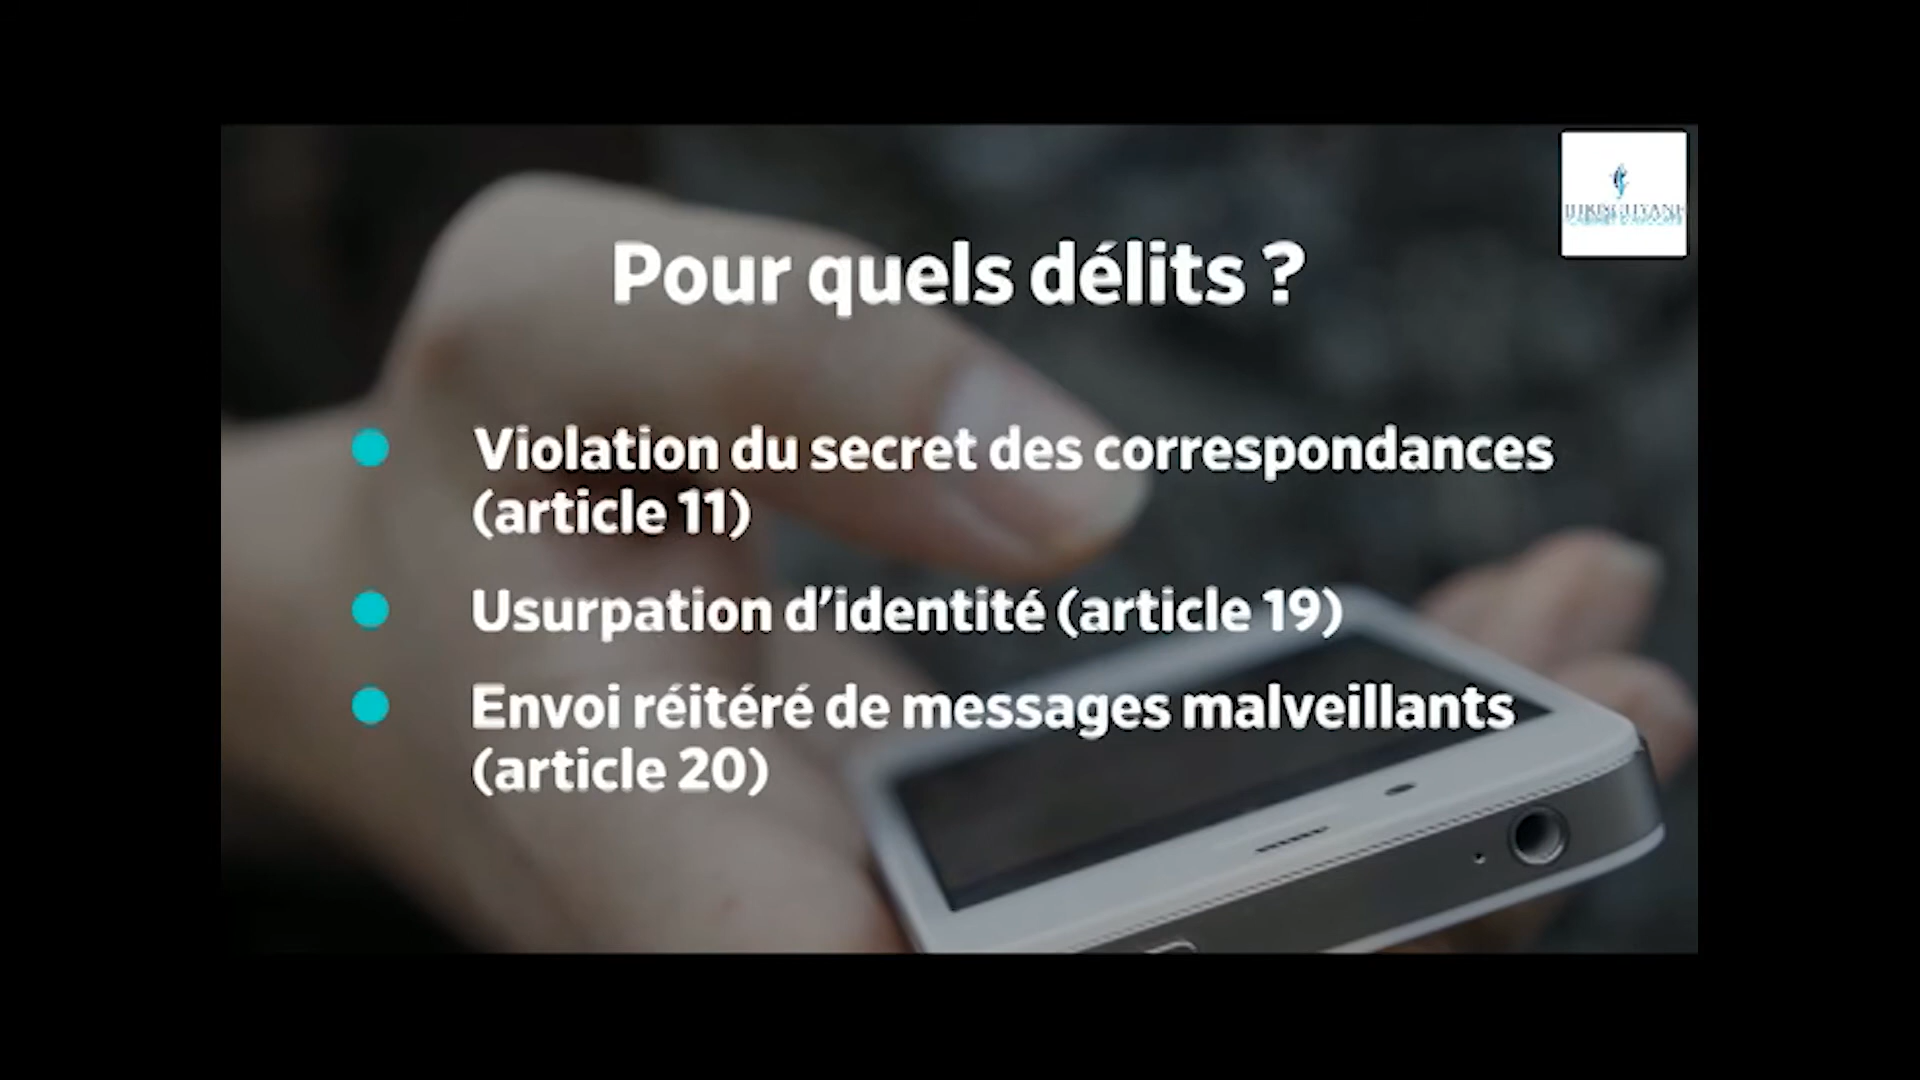 Pour quels délits ?
Violation du secret des correspondances
(article 11)
Usurpation d’identité (article 19)
Envoi réitéré de messages malveillants
(article 20)